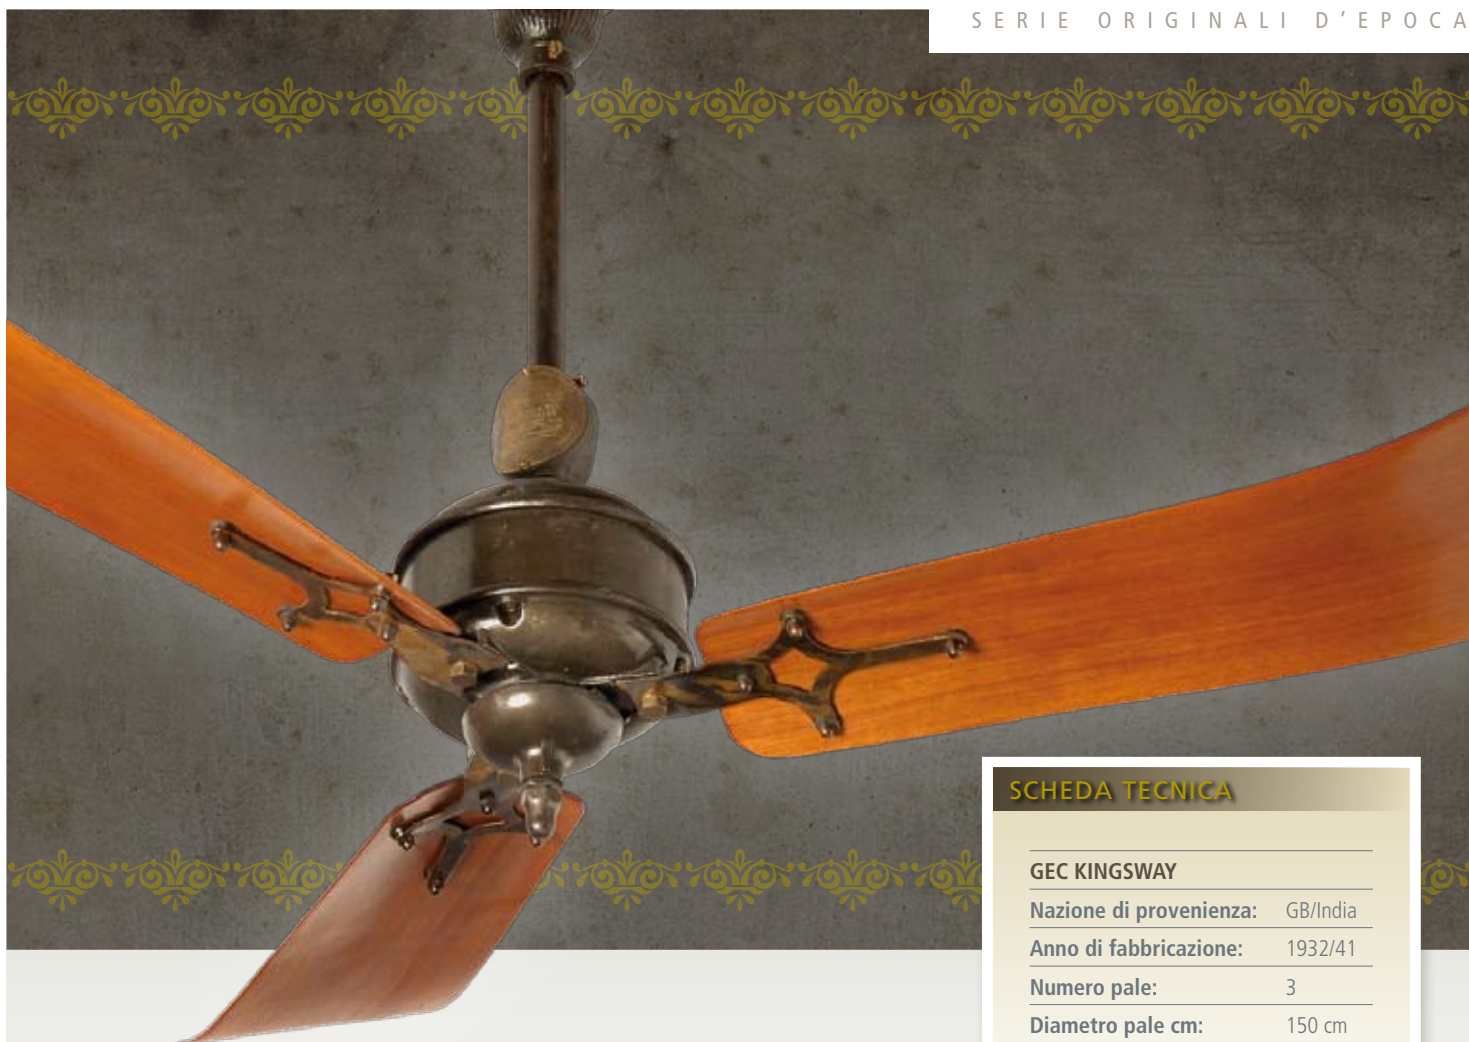 SERIE ORIGINALI D'EPOCA
SCHEDA TECNICA
GEC KINGSWAY
Nazione di provenienza: GB/India
Anno di fabbricazione: 1932/41
Numero pale: 3
Diametro pale cm: 150 cm